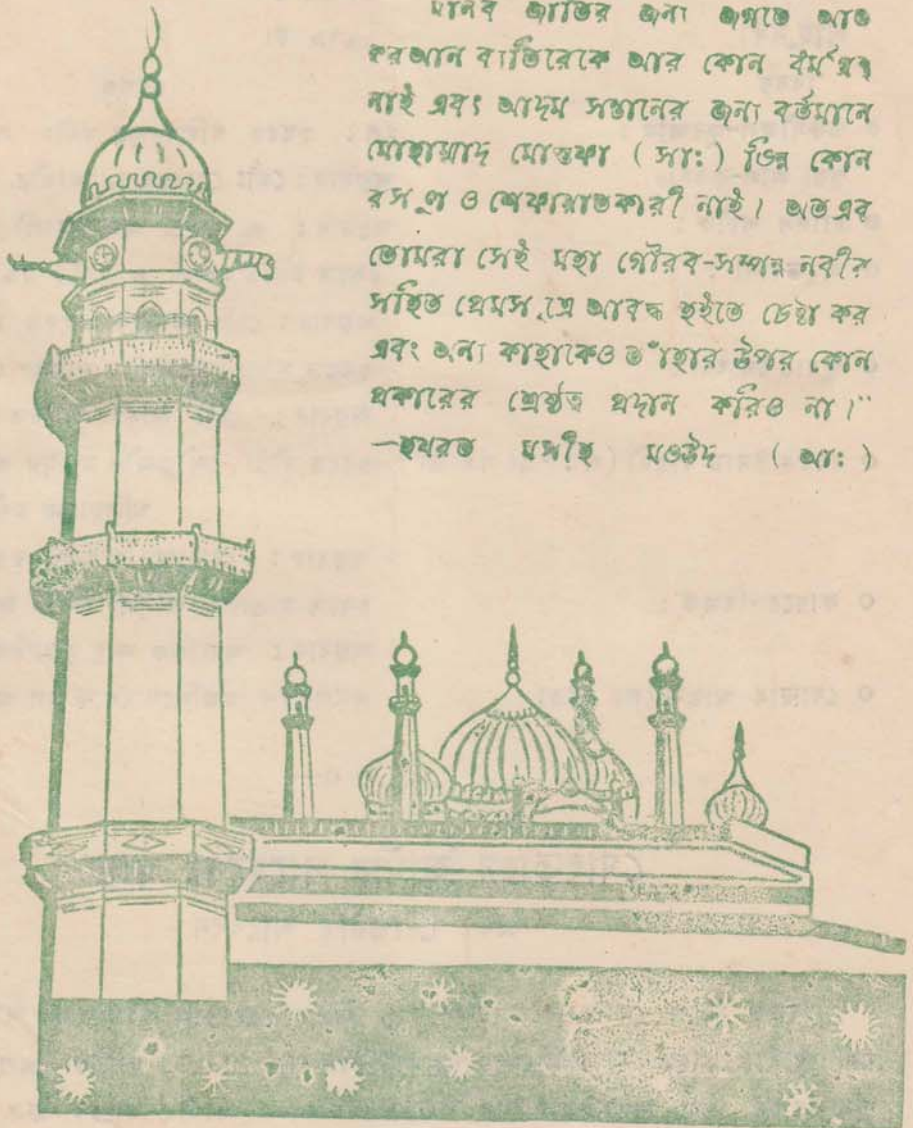 মানব জাতির জন্য জগতে আজ
কুরআন ব্যতিরেকে আর কোন ধর্ম গ্রন্থ
নাই এবং আদম সন্তানের জন্য বর্তমানে
মোহাম্মাদ মোস্তফা ( সাঃ ) ভিন্ন কোন
রসূল ও শেফায়াতকারী নাই। অতএব
তোমরা সেই মহা গৌরব-সম্পন্ন নবীর
সহিত প্রেমসূত্রে আবদ্ধ হইতে চেষ্টা কর
এবং অন্য কাহাকেও তাঁহার উপর কোন
প্রকারের শ্রেষ্ঠত্ব প্রদান করিও না।”
—হযরত মসীহ মওউদ ( আঃ )